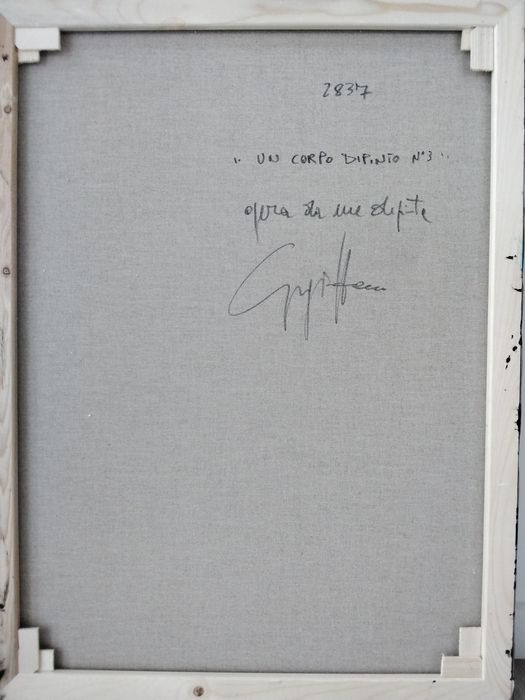 2837
" UN CORPO DIPINTO N°3 "
opera da me dipinta